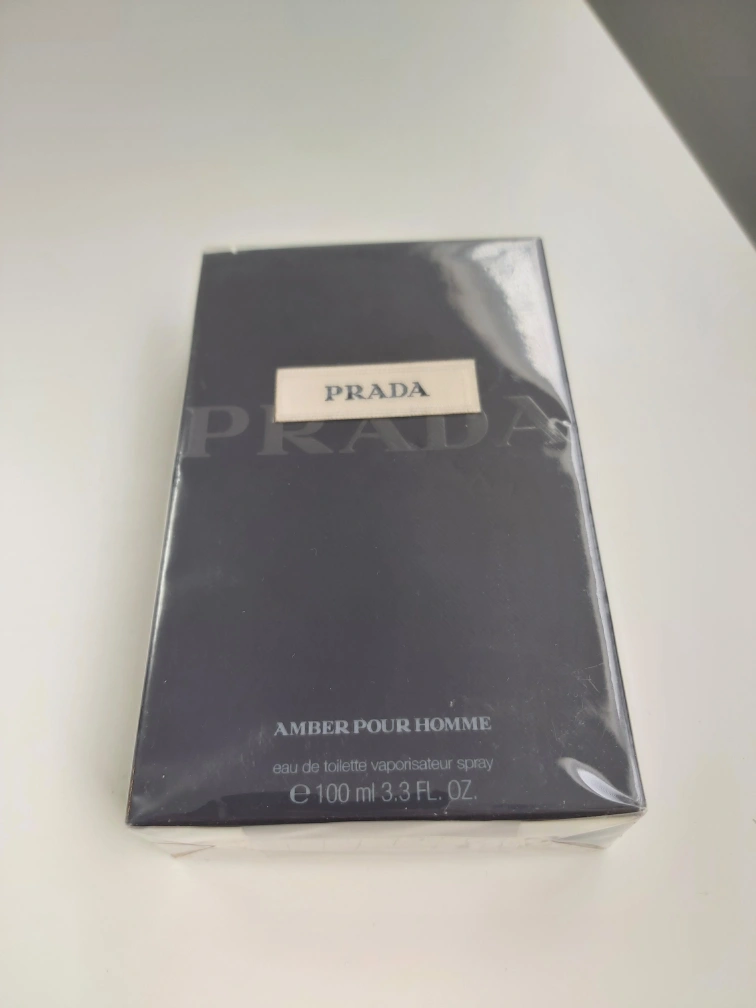 PRADA
PRADA
AMBER POUR HOMME
eau de toilette vaporisateur spray
℮ 100 ml 3.3 FL. OZ.